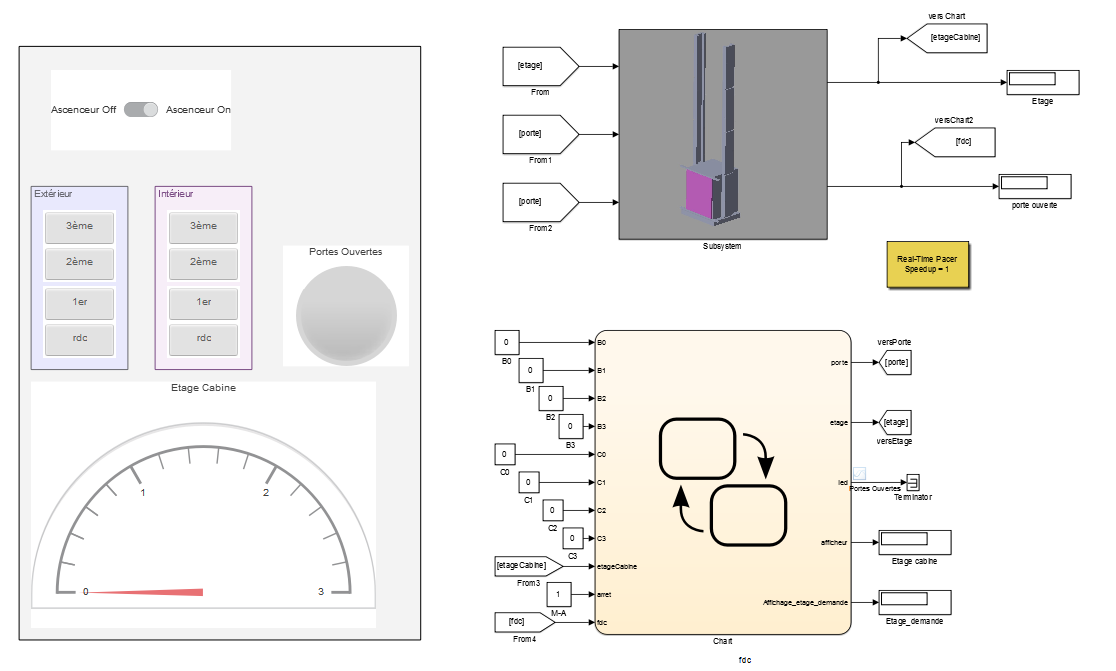 Ascenceur Off
Ascenceur On
Extérieur
3ème
2ème
1er
rdc
Intérieur
3ème
2ème
1er
rdc
Portes Ouvertes
Etage Cabine
0
1
2
3
[etage]
From
[porte]
From1
[porte]
From2
Subsystem
vers Chart
[etageCabine]
Etage
versChart2
[fdc]
porte ouverte
Real-Time Pacer
Speedup = 1
0
B0
0
B1
0
B2
0
B3
0
C0
0
C1
0
C2
0
C3
[etageCabine]
From3
1
M-A
[fdc]
From4
B0
B1
B2
B3
C0
C1
C2
C3
etageCabine
arret
fdc
porte
etage
led
afficheur
Affichage_etage_demande
Chart
versPorte
[porte]
[etage]
versEtage
Portes Ouvertes
Terminator
Etage cabine
Etage_demande
fdc